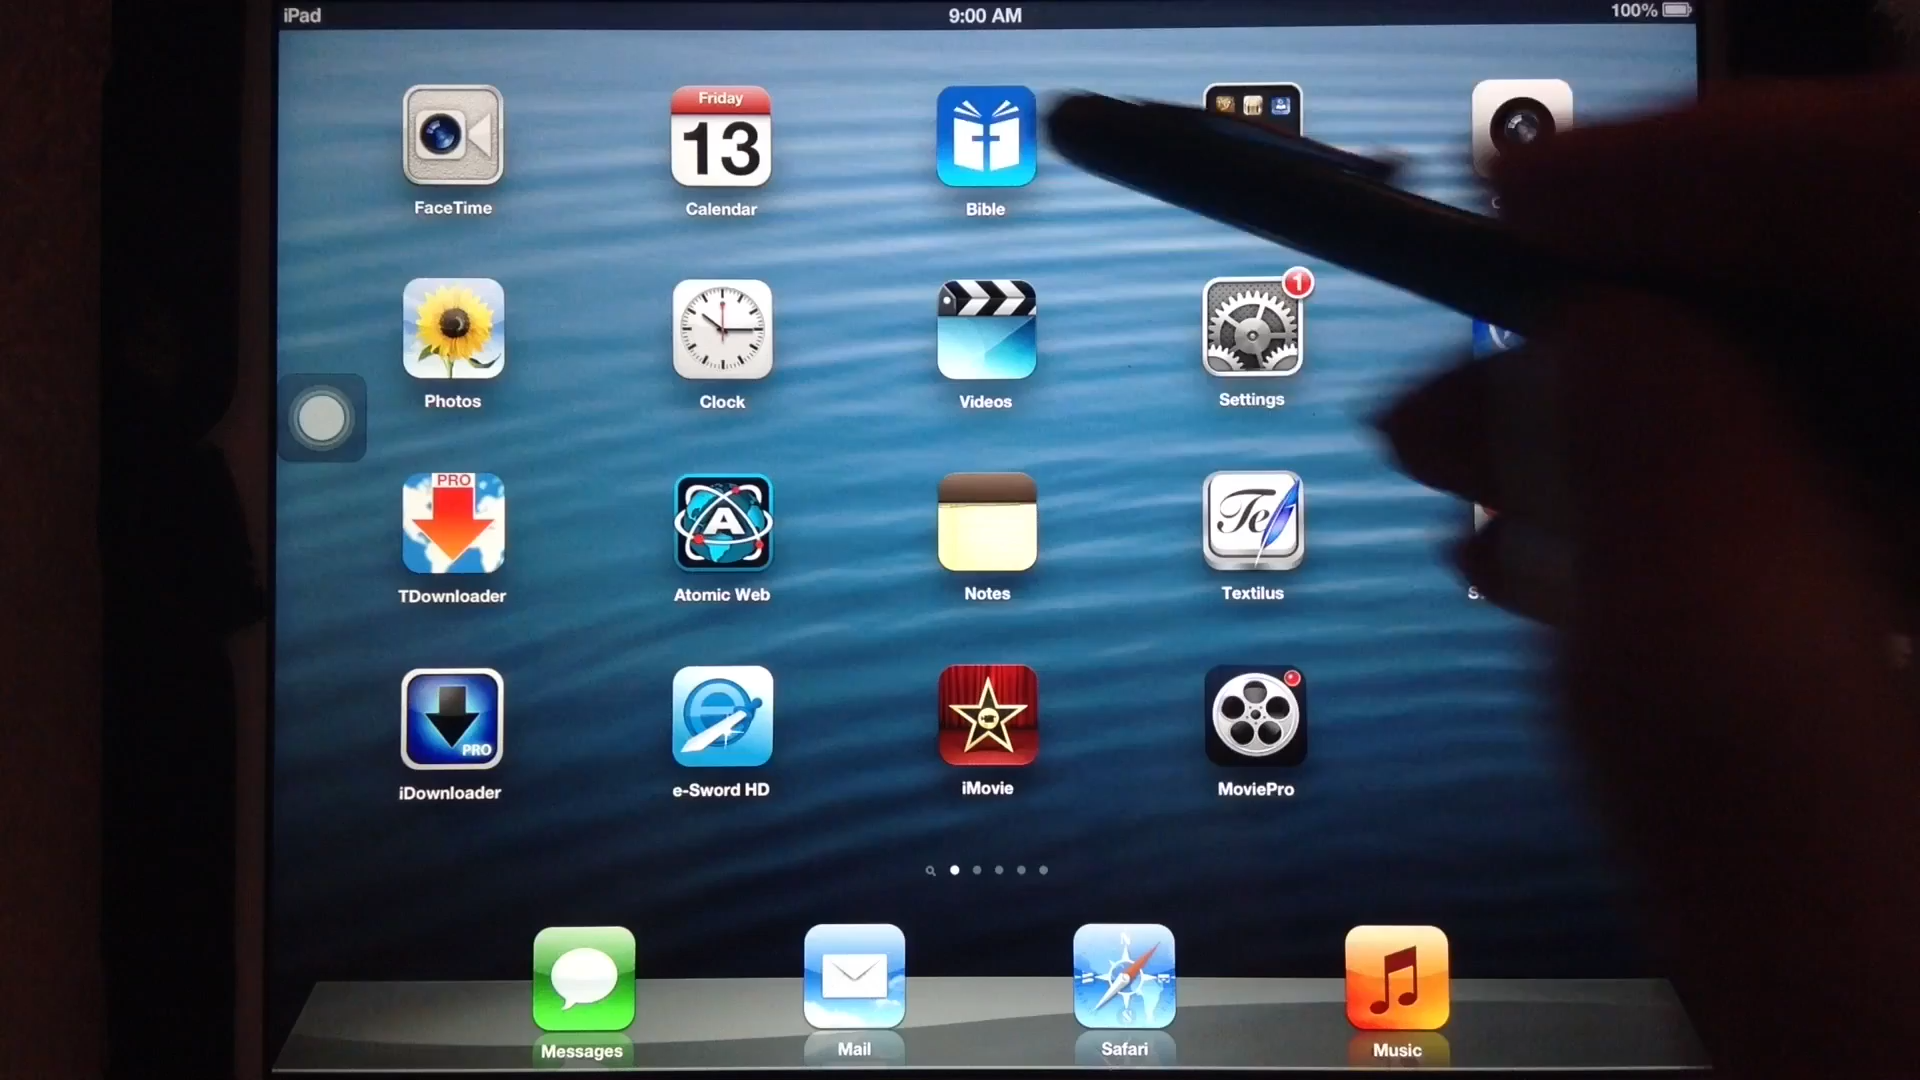 iPad 9:00 AM 100%
Friday
13
FaceTime Calendar Bible
1
Photos Clock Videos Settings
PRO
A
Te
TDownloader Atomic Web Notes Textilus
PRO
e
iDownloader e-Sword HD iMovie MoviePro
N
S
Messages Mail Safari Music